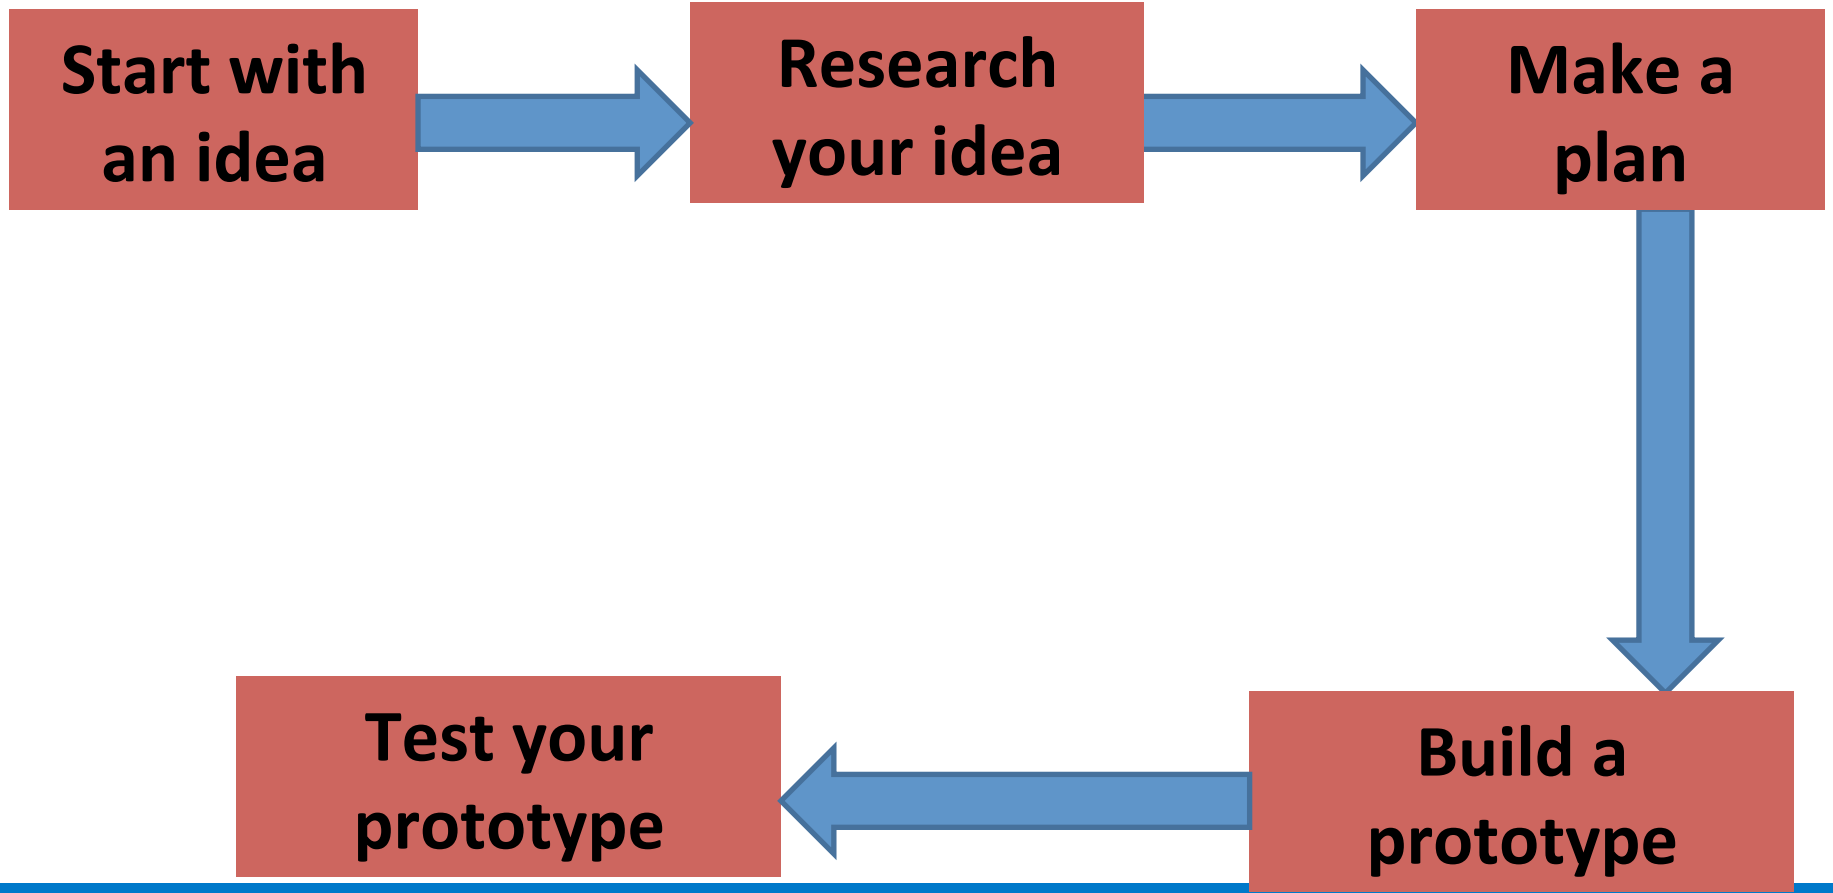 Start with
an idea
Research
your idea
Make a
plan
Build a
prototype
Test your
prototype